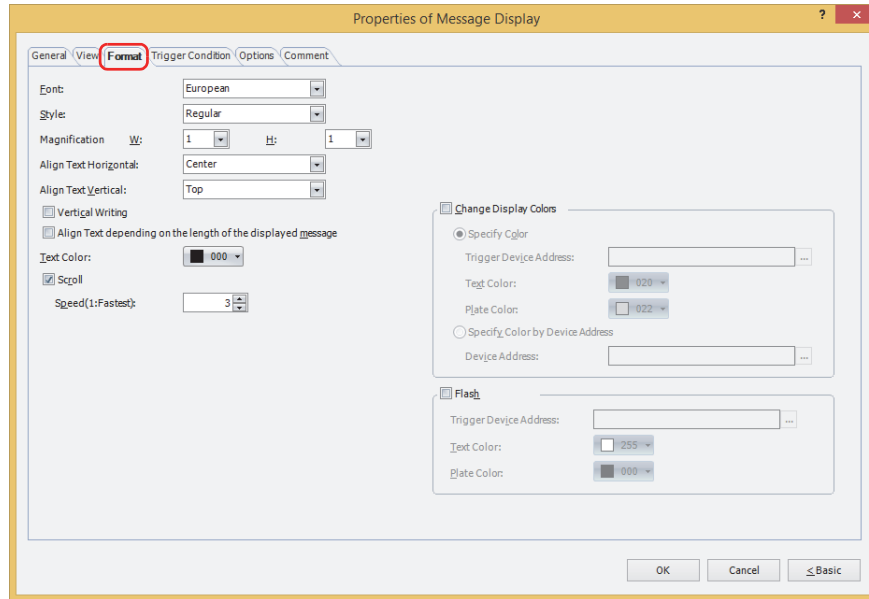 Properties of Message Display
?
×
General View Format Trigger Condition Options Comment
Font: European
Style: Regular
Magnification W: 1 H: 1
Align Text Horizontal: Center
Align Text Vertical: Top
Vertical Writing
Align Text depending on the length of the displayed message
Text Color: 000
Scroll
Speed(1:Fastest): 3
Change Display Colors
Specify Color
Trigger Device Address: ...
Text Color: 020
Plate Color: 022
Specify Color by Device Address
Device Address: ...
Flash
Trigger Device Address: ...
Text Color: 255
Plate Color: 000
OK Cancel < Basic